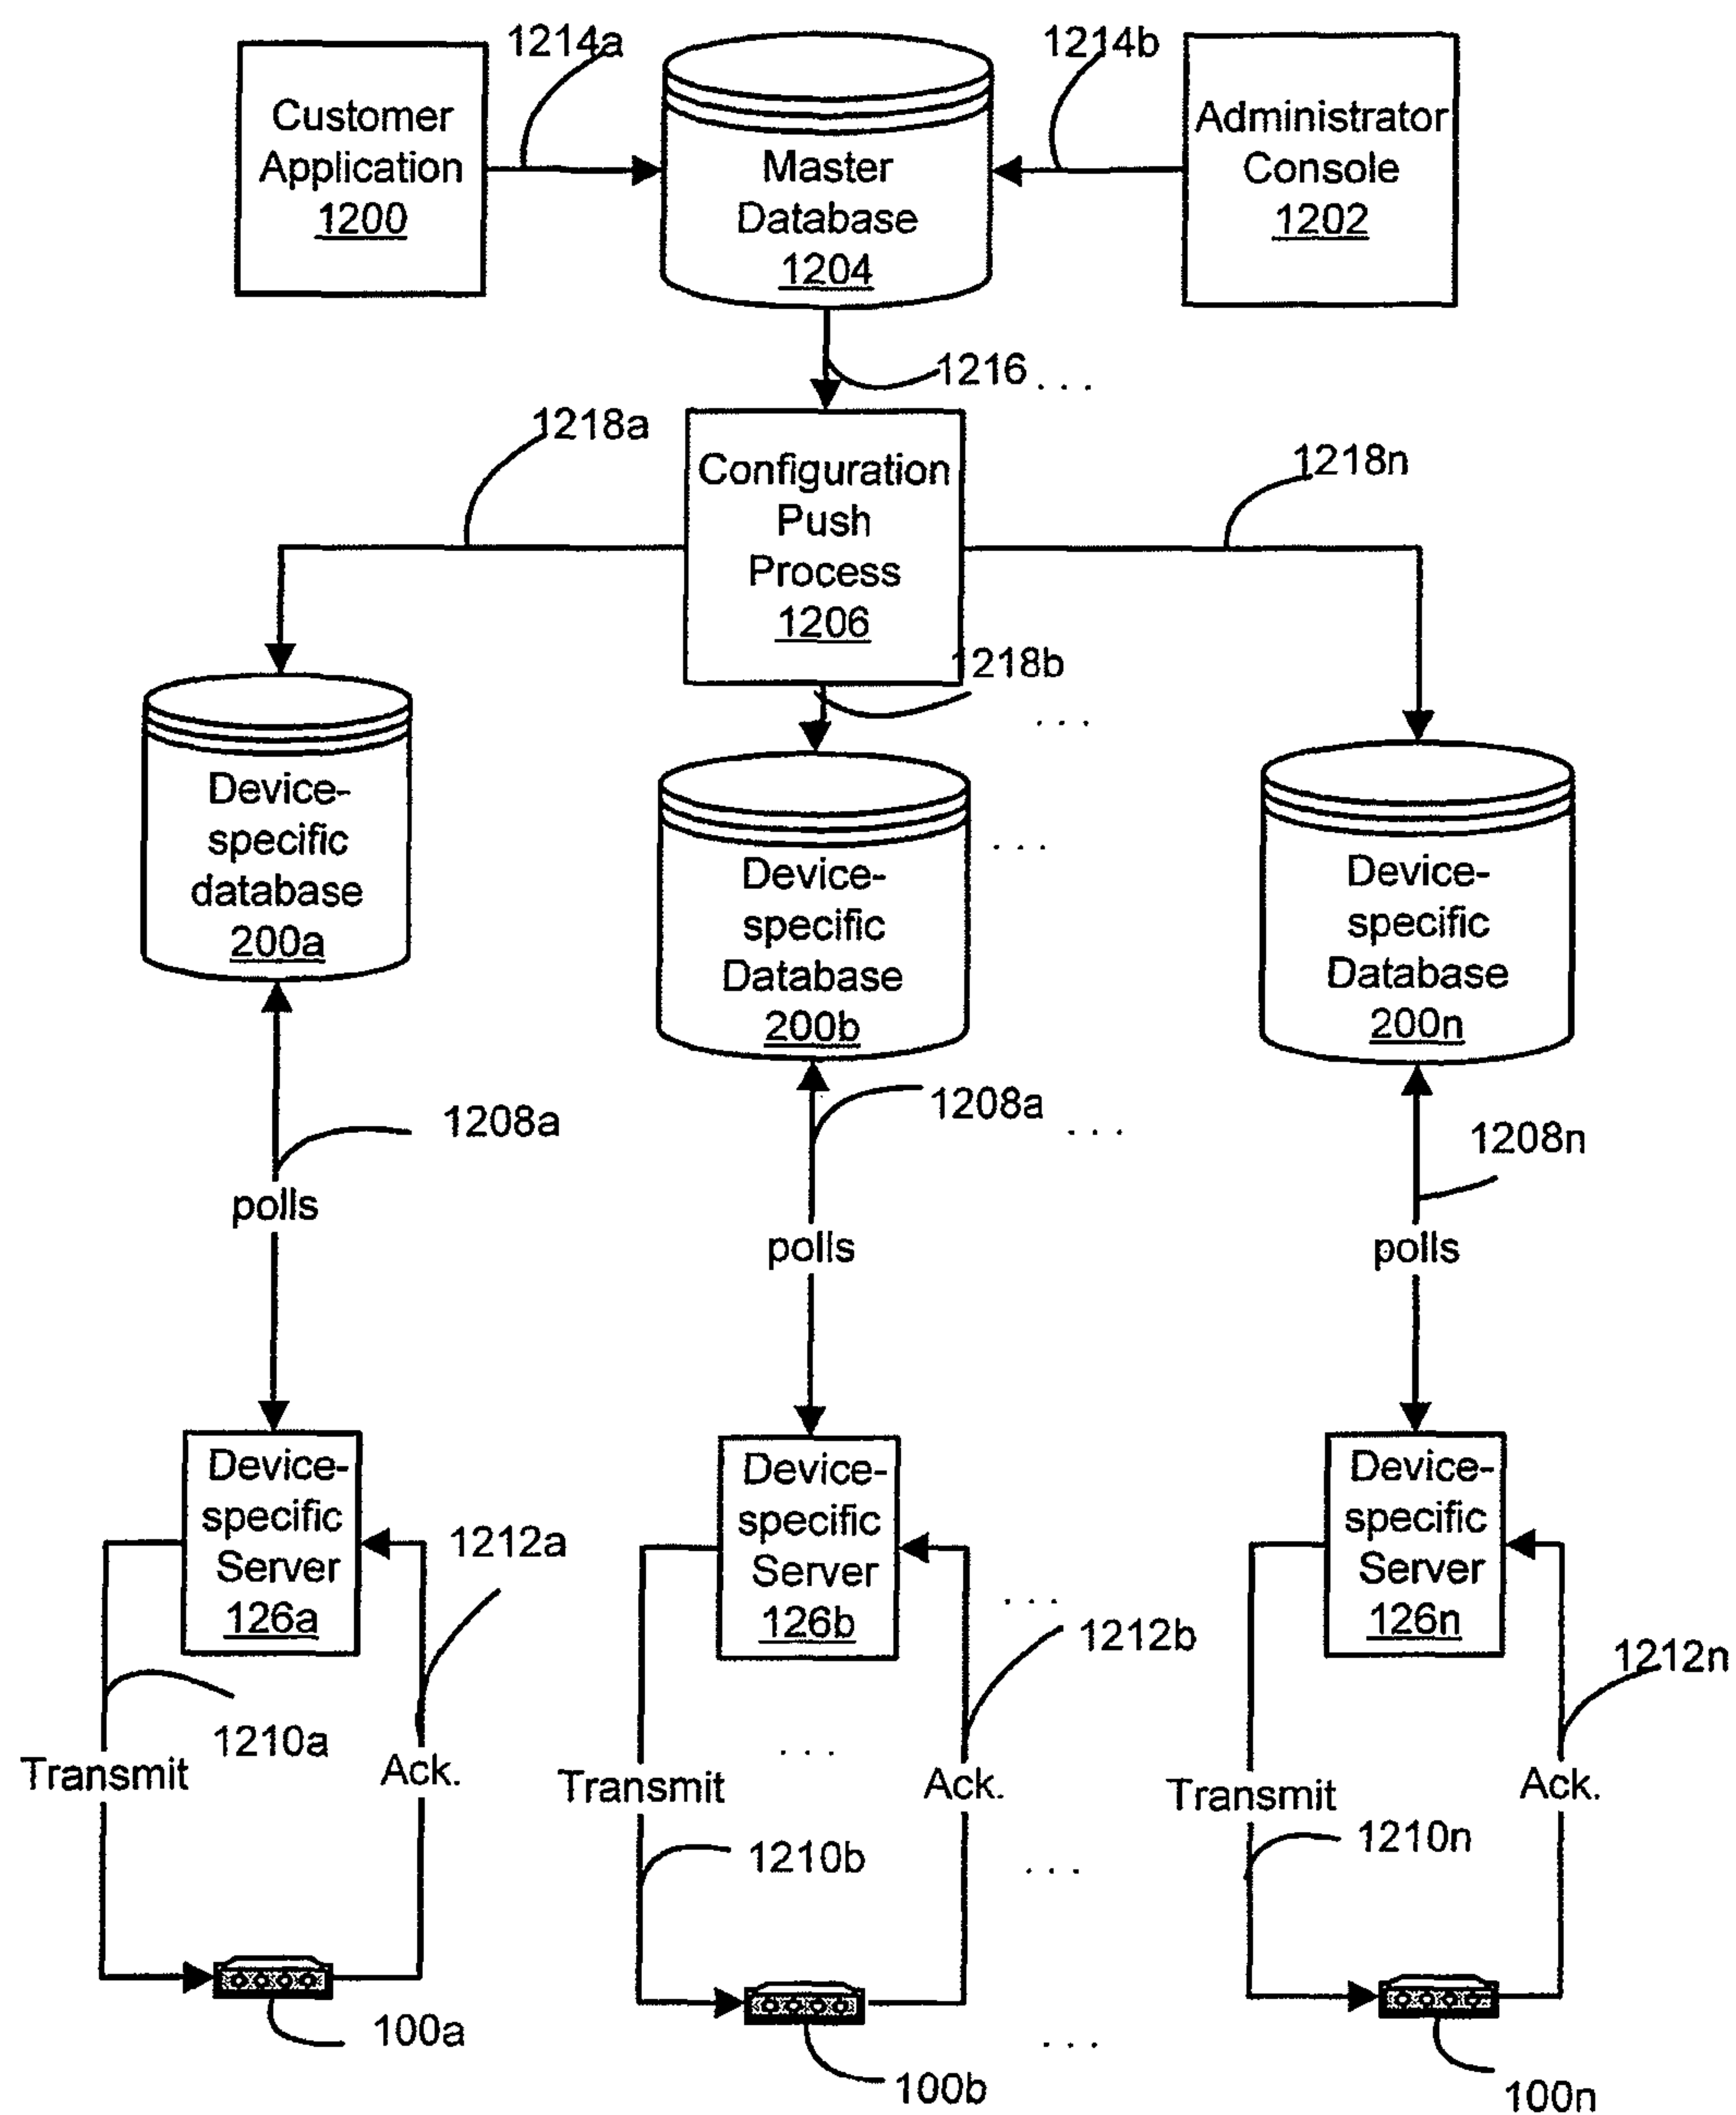 1214a
1214b
Customer
Application
1200
Master
Database
1204
Administrator
Console
1202
1216 . . .
1218a
1218n
Configuration
Push
Process
1206
1218b
. . .
Device-
specific
database
200a
Device-
specific
Database
200b
. . .
Device-
specific
Database
200n
1208a
polls
1208a
. . .
polls
1208n
polls
Device-
specific
Server
126a
1212a
Device-
specific
Server
126b
. . .
1212b
Device-
specific
Server
126n
1212n
1210a
Transmit
Ack.
. . .
Transmit
Ack.
1210b
. . .
Transmit
Ack.
1210n
100a
100b
. . .
100n